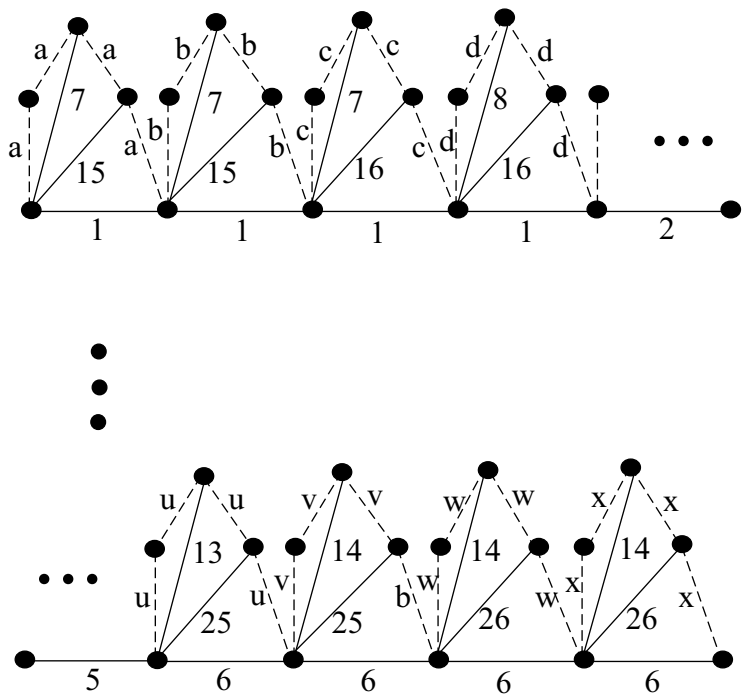 a a b b c c d d
7 7 7 8
a b c d
a 15 b 15 c 16 16 d
1 1 1 1 2
u u v v w w x x
13 14 14 14
u u v b w w x x
25 25 26 26
5 6 6 6 6